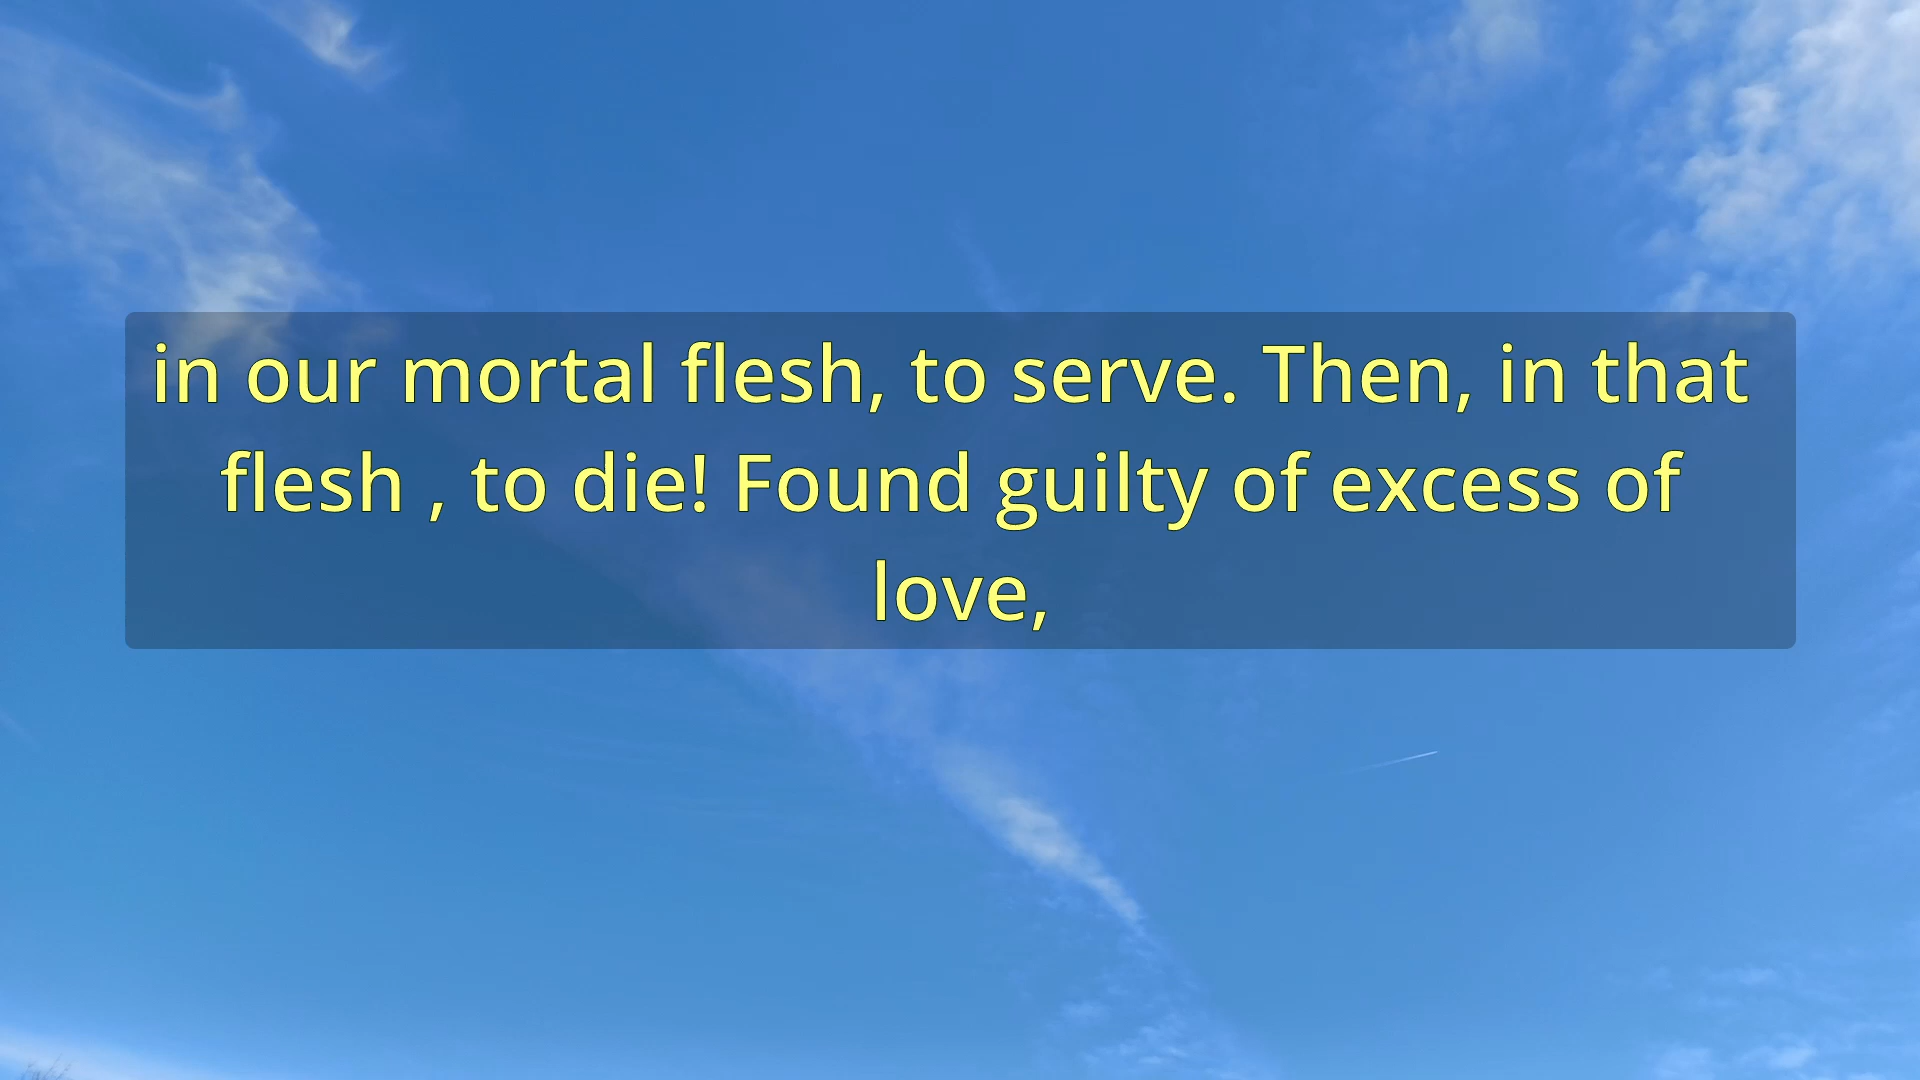 in our mortal flesh, to serve. Then, in that
flesh , to die! Found guilty of excess of
love,